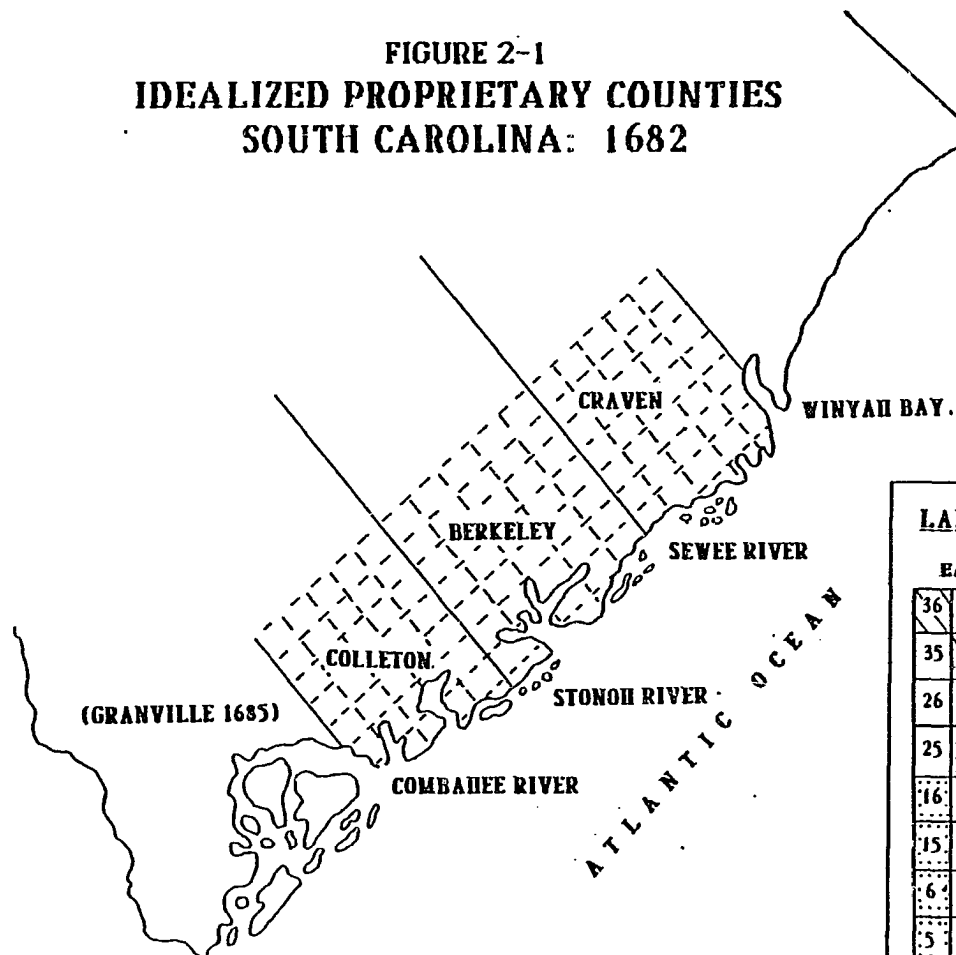 FIGURE 2-1
IDEALIZED PROPRIETARY COUNTIES
SOUTH CAROLINA: 1682
CRAVEN
WINYAH BAY.
BERKELEY
SEWEE RIVER
COLLETON
STONOH RIVER
(GRANVILLE 1685)
COMBAHEE RIVER
ATLANTIC OCEAN
36
35
26
25
16
15
6
5